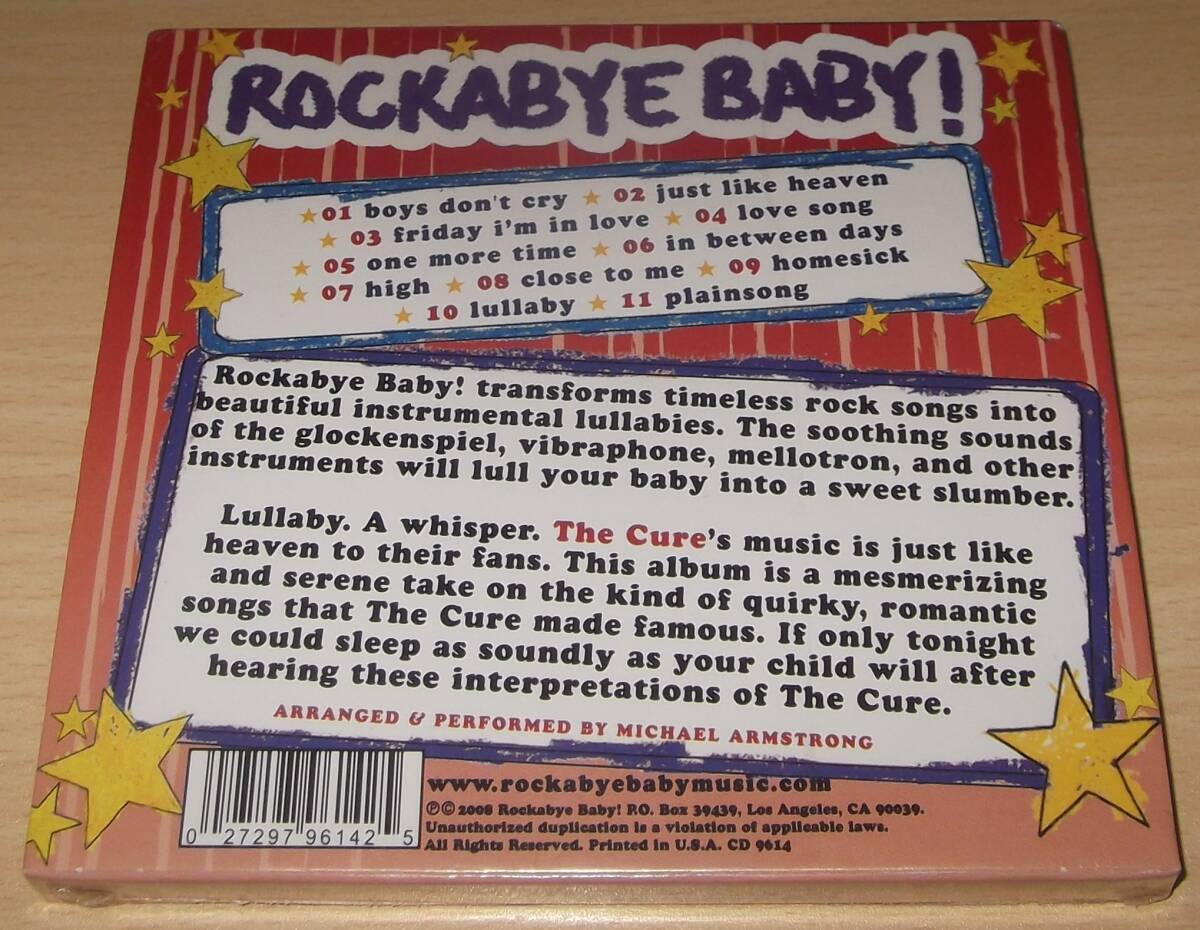 ROCKABYE BABY!
01 boys don't cry ★ 02 just like heaven
03 friday i'm in love ★ 04 love song
05 one more time ★ 06 in between days
07 high ★ 08 close to me ★ 09 homesick
10 lullaby ★ 11 plainsong
Rockabye Baby! transforms timeless rock songs into
beautiful instrumental lullabies. The soothing sounds
of the glockenspiel, vibraphone, mellotron, and other
instruments will lull your baby into a sweet slumber.
Lullaby. A whisper. The Cure's music is just like
heaven to their fans. This album is a mesmerizing
and serene take on the kind of quirky, romantic
songs that The Cure made famous. If only tonight
we could sleep as soundly as your child will after
hearing these interpretations of The Cure.
ARRANGED & PERFORMED BY MICHAEL ARMSTRONG
www.rockabyebabymusic.com
℗© 2008 Rockabye Baby! P.O. Box 39439, Los Angeles, CA 90039.
Unauthorized duplication is a violation of applicable laws.
All Rights Reserved. Printed in U.S.A. CD 9614
0 27297 96142 5